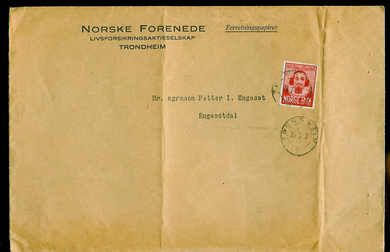 NORSKE FORENEDE
Forretningspapirer
LIVSFORSIKRINGSAKTIESELSKAP
TRONDHEIM
Hr. agronom Petter I. Engeset
Engesetdal
NORGE